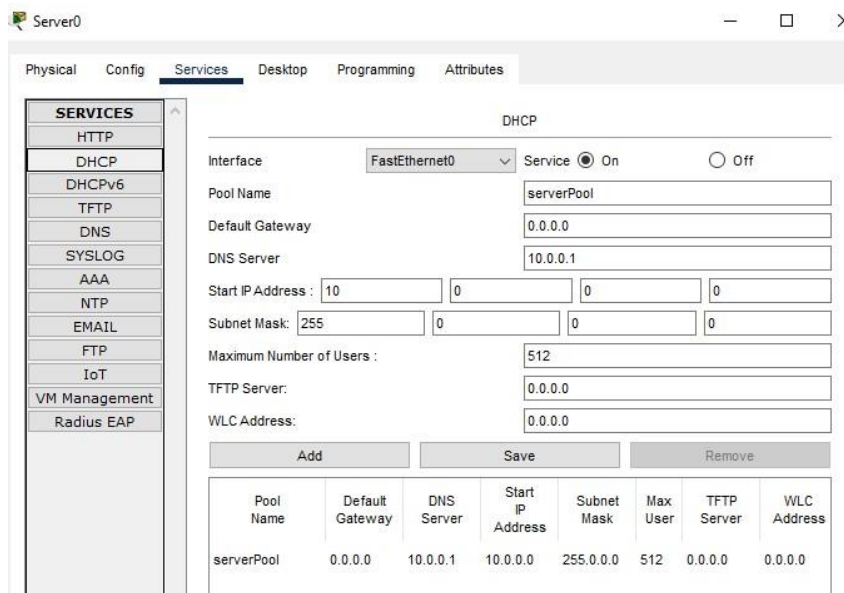 Server0
Physical Config Services Desktop Programming Attributes
SERVICES
HTTP
DHCP
DHCPv6
TFTP
DNS
SYSLOG
AAA
NTP
EMAIL
FTP
IoT
VM Management
Radius EAP
DHCP
Interface FastEthernet0 Service On Off
Pool Name serverPool
Default Gateway 0.0.0.0
DNS Server 10.0.0.1
Start IP Address : 10 0 0 0
Subnet Mask: 255 0 0 0
Maximum Number of Users : 512
TFTP Server: 0.0.0.0
WLC Address: 0.0.0.0
Add Save Remove
Pool Name Default Gateway DNS Server Start IP Address Subnet Mask Max User TFTP Server WLC Address
serverPool 0.0.0.0 10.0.0.1 10.0.0.0 255.0.0.0 512 0.0.0.0 0.0.0.0